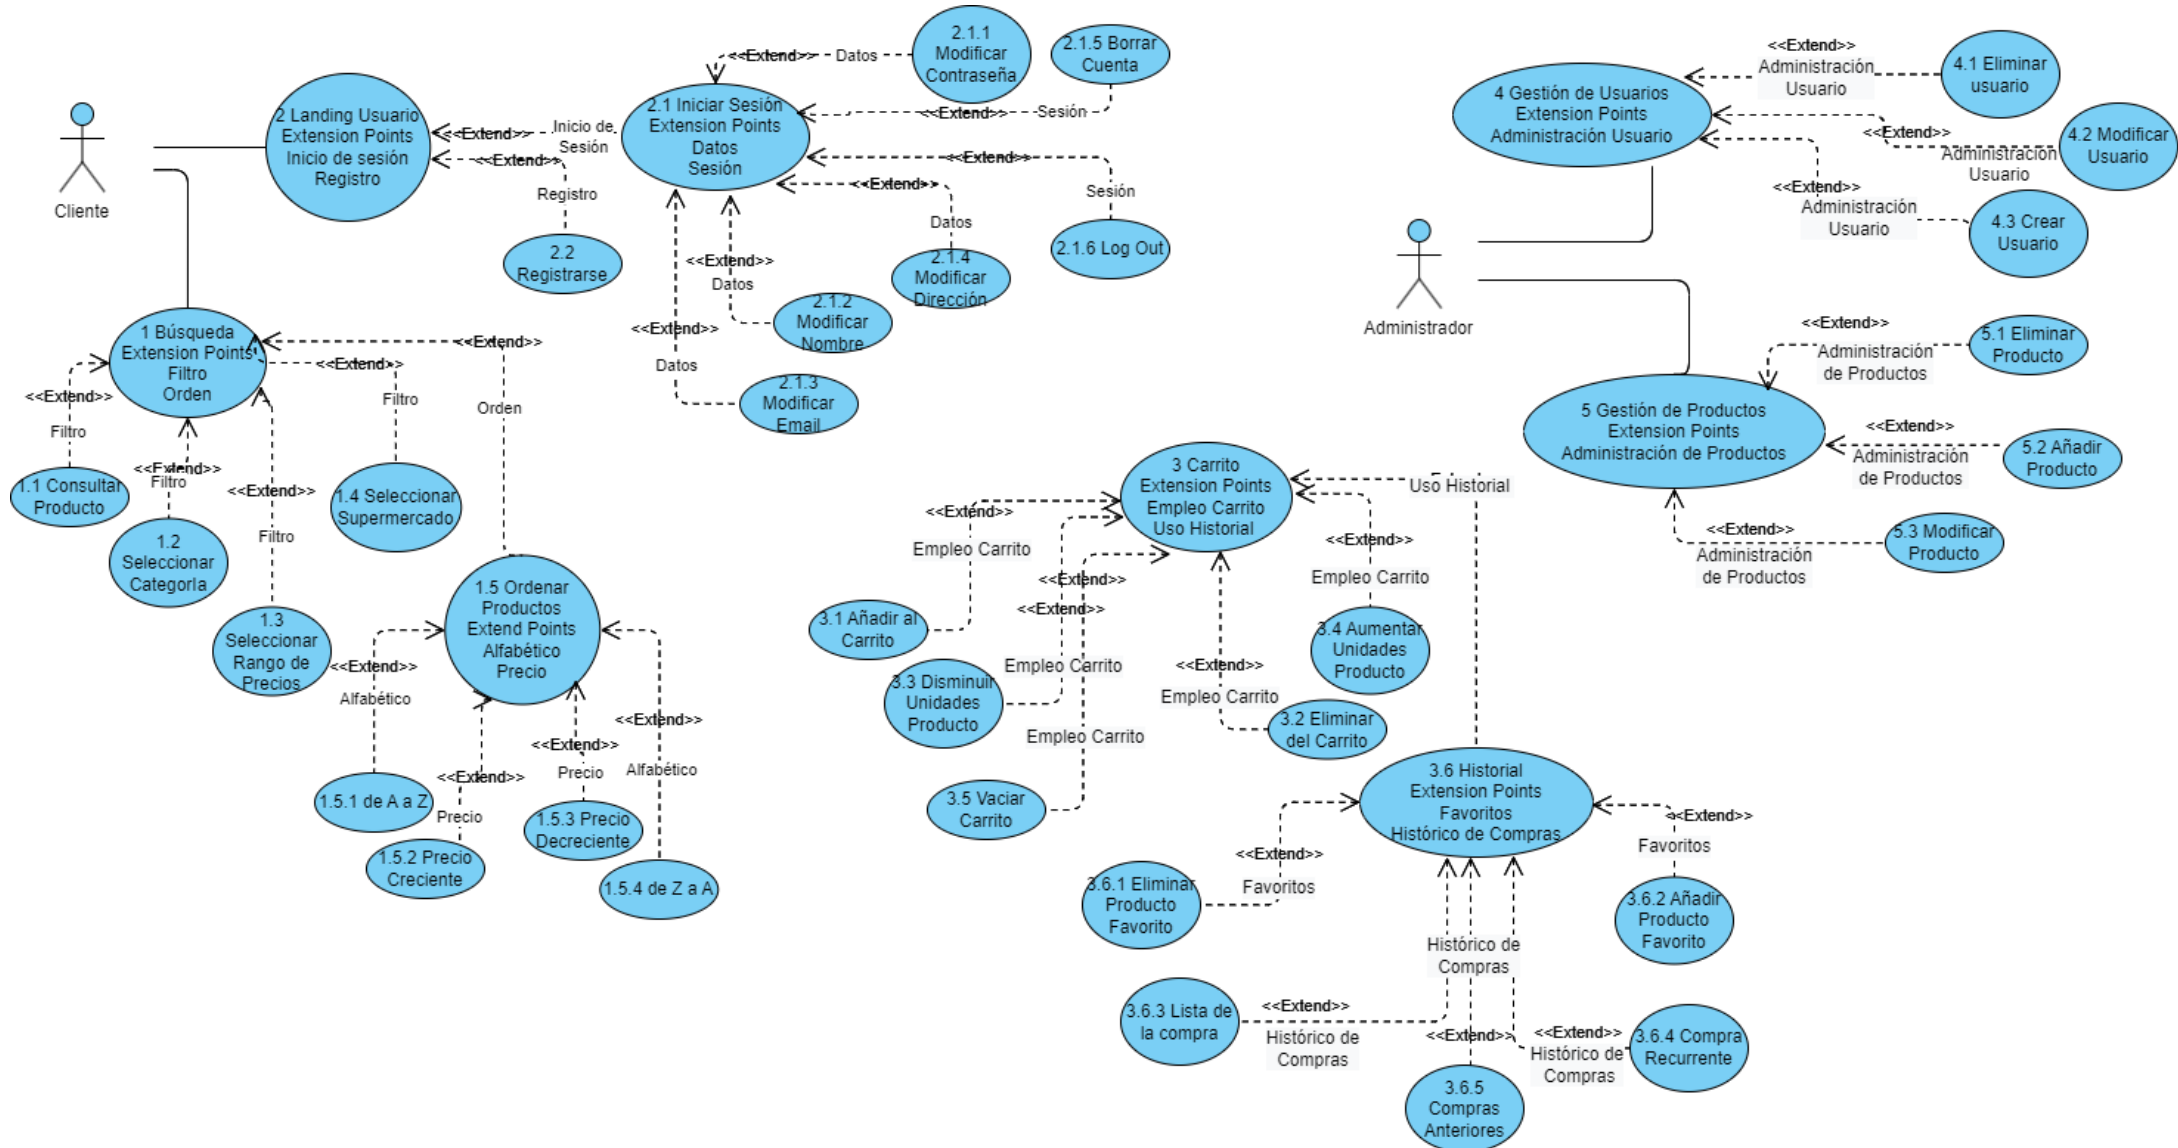 Cliente
2 Landing Usuario
Extension Points
Inicio de sesión
Registro
<<Extend>>
Inicio de
Sesión
<<Extend>>
Registro
2.2
Registrarse
2.1 Iniciar Sesión
Extension Points
Datos
Sesión
<<Extend>>
Datos
2.1.1
Modificar
Contraseña
2.1.5 Borrar
Cuenta
<<Extend>>
Sesión
<<Extend>>
Sesión
2.1.6 Log Out
<<Extend>>
Datos
2.1.4
Modificar
Dirección
<<Extend>>
Datos
2.1.2
Modificar
Nombre
<<Extend>>
Datos
2.1.3
Modificar
Email
1 Búsqueda
Extension Points
Filtro
Orden
<<Extend>>
Filtro
1.1 Consultar
Producto
<<Extend>>
Filtro
1.2
Seleccionar
CategorIa
<<Extend>>
Filtro
1.3
Seleccionar
Rango de
Precios
<<Extend>>
Filtro
1.4 Seleccionar
Supermercado
<<Extend>>
Orden
1.5 Ordenar
Productos
Extend Points
Alfabético
Precio
<<Extend>>
Alfabético
1.5.1 de A a Z
<<Extend>>
Precio
1.5.2 Precio
Creciente
<<Extend>>
Precio
1.5.3 Precio
Decreciente
<<Extend>>
Alfabético
1.5.4 de Z a A
3 Carrito
Extension Points
Empleo Carrito
Uso Historial
<<Extend>>
Empleo Carrito
3.1 Añadir al
Carrito
<<Extend>>
Empleo Carrito
3.3 Disminuir
Unidades
Producto
<<Extend>>
Empleo Carrito
3.5 Vaciar
Carrito
<<Extend>>
Empleo Carrito
3.2 Eliminar
del Carrito
<<Extend>>
Empleo Carrito
3.4 Aumentar
Unidades
Producto
Uso Historial
3.6 Historial
Extension Points
Favoritos
Histórico de Compras
<<Extend>>
Favoritos
3.6.1 Eliminar
Producto
Favorito
<<Extend>>
Favoritos
3.6.2 Añadir
Producto
Favorito
Histórico de
Compras
3.6.3 Lista de
la compra
<<Extend>>
Histórico de
Compras
<<Extend>>
3.6.5
Compras
Anteriores
<<Extend>>
Histórico de
Compras
3.6.4 Compra
Recurrente
Administrador
4 Gestión de Usuarios
Extension Points
Administración Usuario
<<Extend>>
Administración
Usuario
4.1 Eliminar
usuario
<<Extend>>
Administración
Usuario
4.2 Modificar
Usuario
<<Extend>>
Administración
Usuario
4.3 Crear
Usuario
5 Gestión de Productos
Extension Points
Administración de Productos
<<Extend>>
Administración
de Productos
5.1 Eliminar
Producto
<<Extend>>
Administración
de Productos
5.2 Añadir
Producto
<<Extend>>
Administración
de Productos
5.3 Modificar
Producto